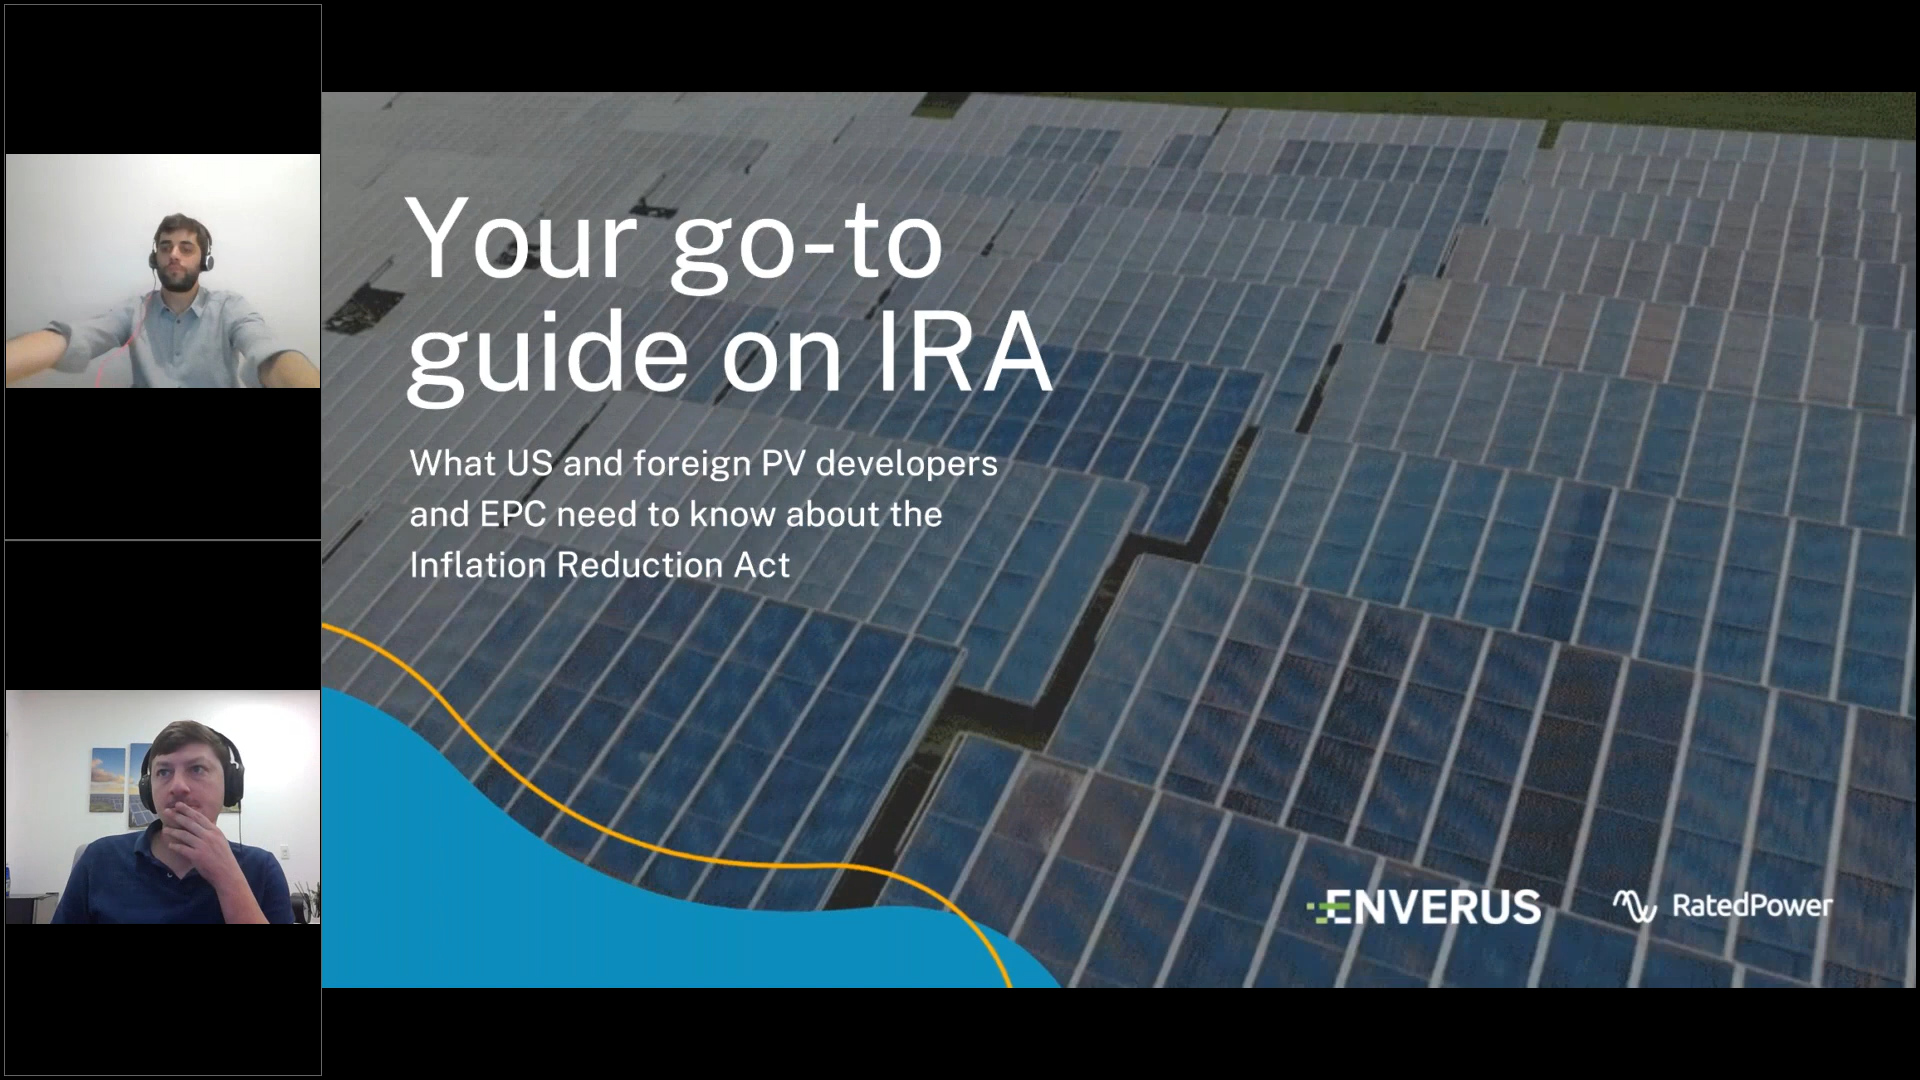 Your go-to
guide on IRA
What US and foreign PV developers
and EPC need to know about the
Inflation Reduction Act
ENVERUS
RatedPower